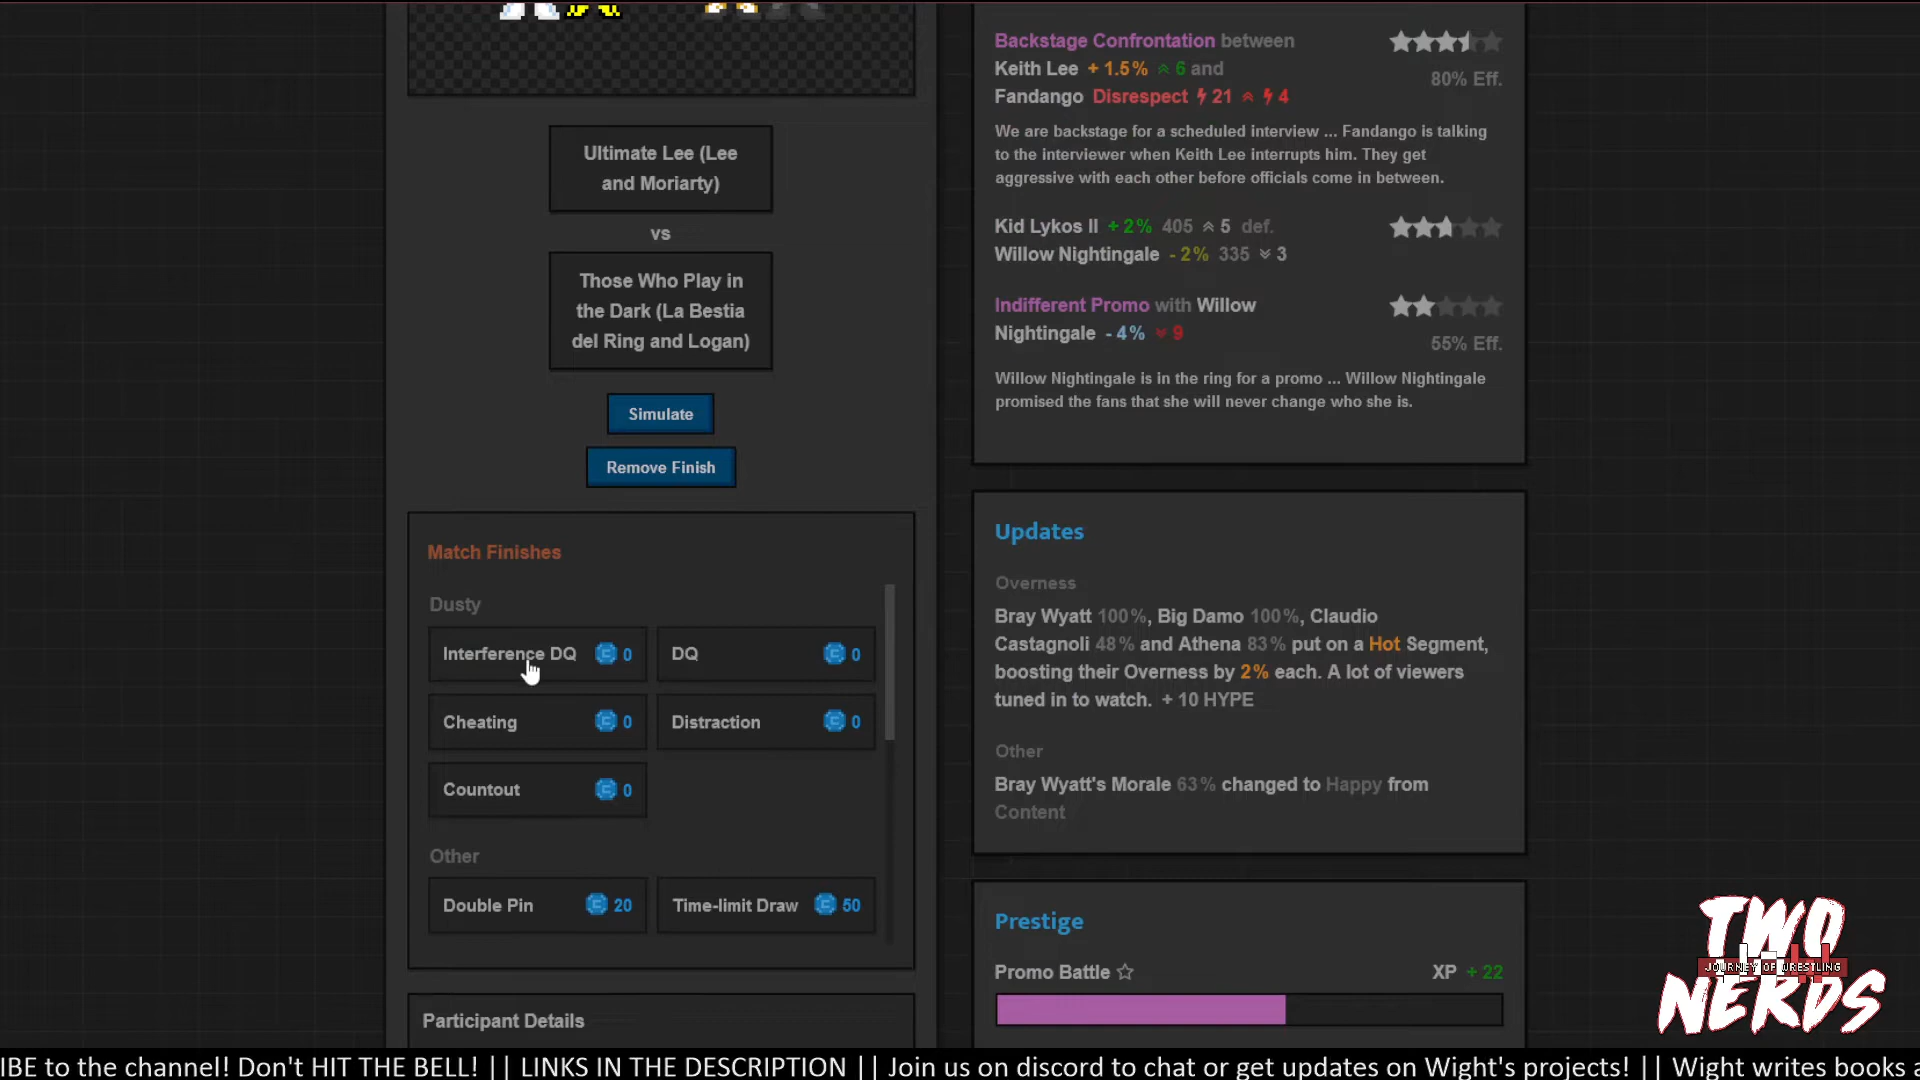 Ultimate Lee (Lee
and Moriarty)
vs
Those Who Play in
the Dark (La Bestia
del Ring and Logan)
Simulate
Remove Finish
Match Finishes
Dusty
Interference DQ 0
DQ 0
Cheating 0
Distraction 0
Countout 0
Other
Double Pin 20
Time-limit Draw 50
Participant Details
Backstage Confrontation between
Keith Lee + 1.5% 6 and
Fandango Disrespect 21 4
80% Eff.
We are backstage for a scheduled interview ... Fandango is talking
to the interviewer when Keith Lee interrupts him. They get
aggressive with each other before officials come in between.
Kid Lykos II + 2% 405 5 def.
Willow Nightingale - 2% 335 3
Indifferent Promo with Willow
Nightingale - 4% 9
55% Eff.
Willow Nightingale is in the ring for a promo ... Willow Nightingale
promised the fans that she will never change who she is.
Updates
Overness
Bray Wyatt 100%, Big Damo 100%, Claudio
Castagnoli 48% and Athena 83% put on a Hot Segment,
boosting their Overness by 2% each. A lot of viewers
tuned in to watch. + 10 HYPE
Other
Bray Wyatt's Morale 63% changed to Happy from
Content
Prestige
Promo Battle XP + 22
TWO
JOURNEY OF WRESTLING
NERDS
IBE to the channel! Don't HIT THE BELL! || LINKS IN THE DESCRIPTION || Join us on discord to chat or get updates on Wight's projects! || Wight writes books a